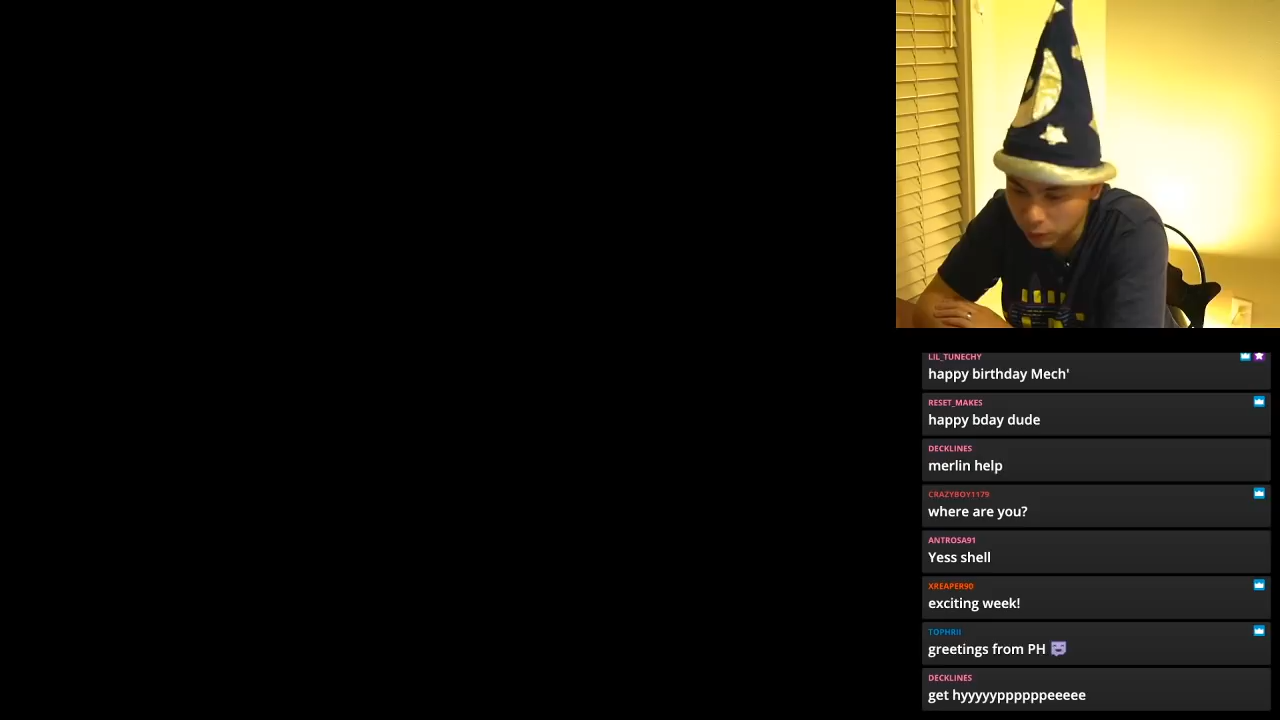 LIL_TUNECHY
happy birthday Mech'
RESET_MAKES
happy bday dude
DECKLINES
merlin help
CRAZYBOY1179
where are you?
ANTROSA91
Yess shell
XREAPER90
exciting week!
TOPHRII
greetings from PH
DECKLINES
get hyyyyyppppppeeeee